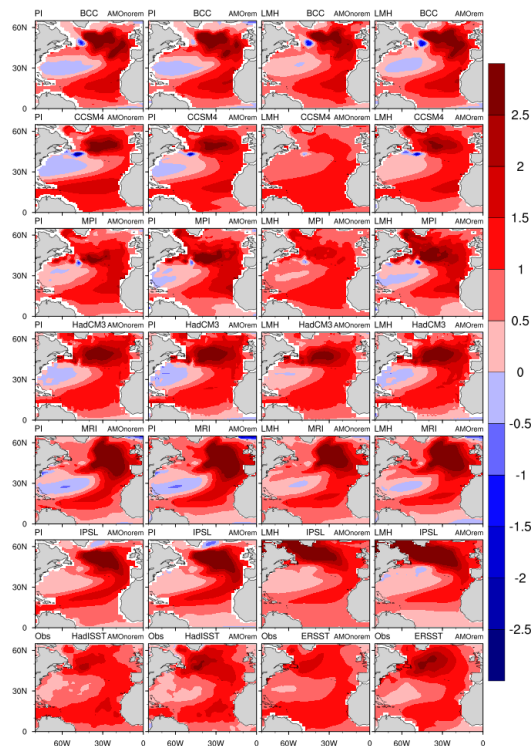 PI BCC AMOnorem PI BCC AMOrem LMH BCC AMOnorem LMH BCC AMOrem
60N
30N
0
PI CCSM4 AMOnorem PI CCSM4 AMOrem LMH CCSM4 AMOnorem LMH CCSM4 AMOrem
60N
30N
0
PI MPI AMOnorem PI MPI AMOrem LMH MPI AMOnorem LMH MPI AMOrem
60N
30N
0
PI HadCM3 AMOnorem PI HadCM3 AMOrem LMH HadCM3 AMOnorem LMH HadCM3 AMOrem
60N
30N
0
PI MRI AMOnorem PI MRI AMOrem LMH MRI AMOnorem LMH MRI AMOrem
60N
30N
0
PI IPSL AMOnorem PI IPSL AMOrem LMH IPSL AMOnorem LMH IPSL AMOrem
60N
30N
0
Obs HadISST AMOnorem Obs HadISST AMOrem Obs ERSST AMOnorem Obs ERSST AMOrem
60N
30N
0
60W 30W 0 60W 30W 0 60W 30W 0 60W 30W 0
2.5
2
1.5
1
0.5
0
-0.5
-1
-1.5
-2
-2.5